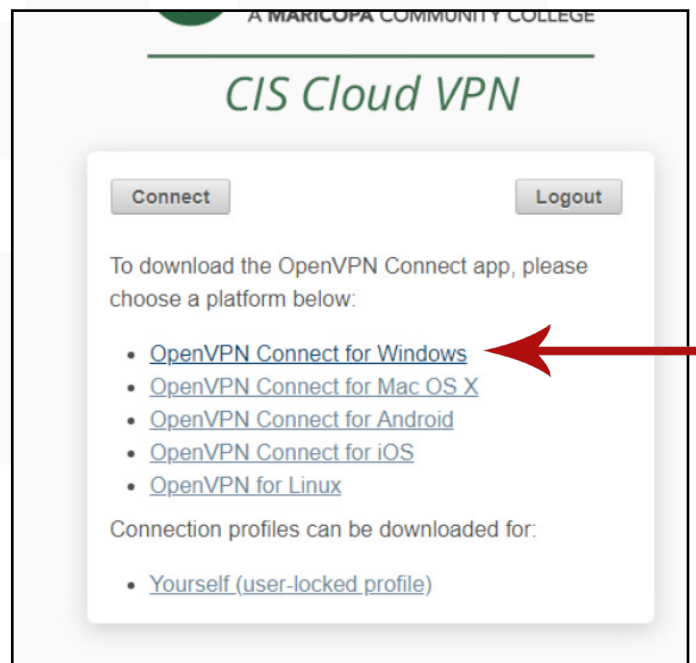 A MARICOPA COMMUNITY COLLEGE
CIS Cloud VPN
Connect
Logout
To download the OpenVPN Connect app, please
choose a platform below:
• OpenVPN Connect for Windows
• OpenVPN Connect for Mac OS X
• OpenVPN Connect for Android
• OpenVPN Connect for iOS
• OpenVPN for Linux
Connection profiles can be downloaded for:
• Yourself (user-locked profile)